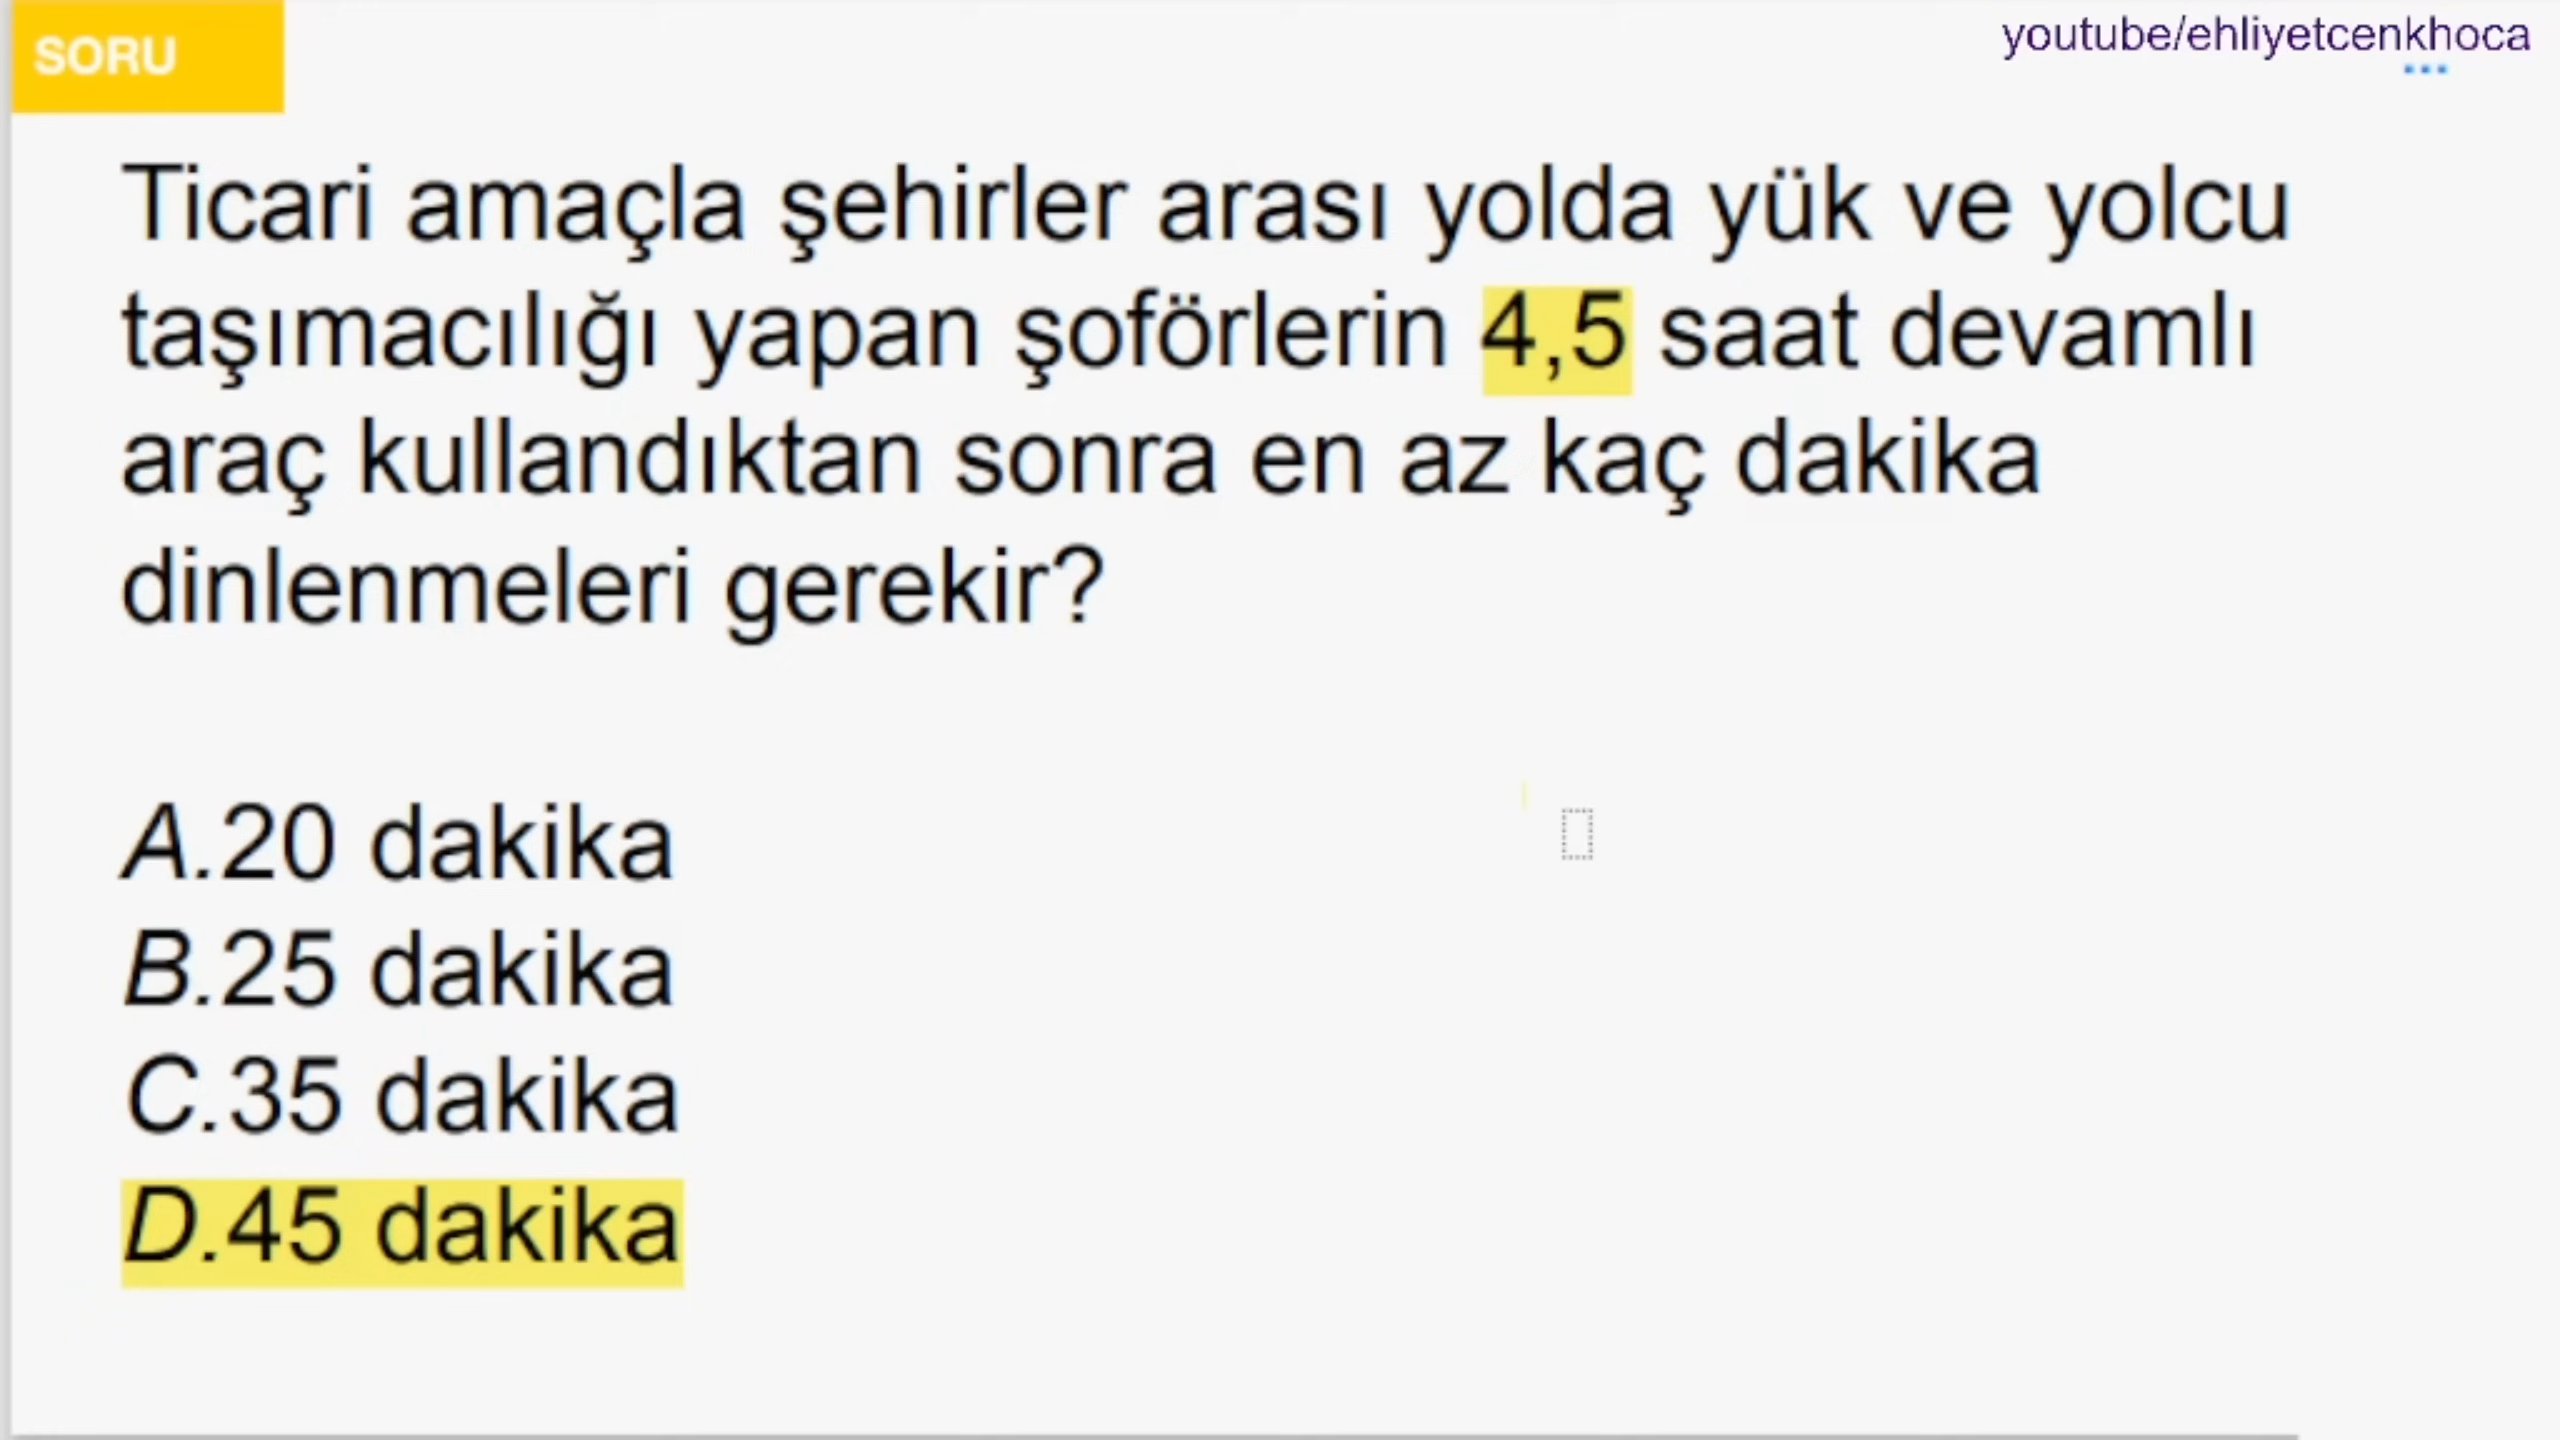 SORU
youtube/ehliyetcenkhoca
Ticari amaçla şehirler arası yolda yük ve yolcu
taşımacılığı yapan şoförlerin 4,5 saat devamlı
araç kullandıktan sonra en az kaç dakika
dinlenmeleri gerekir?
A.20 dakika
B.25 dakika
C.35 dakika
D.45 dakika